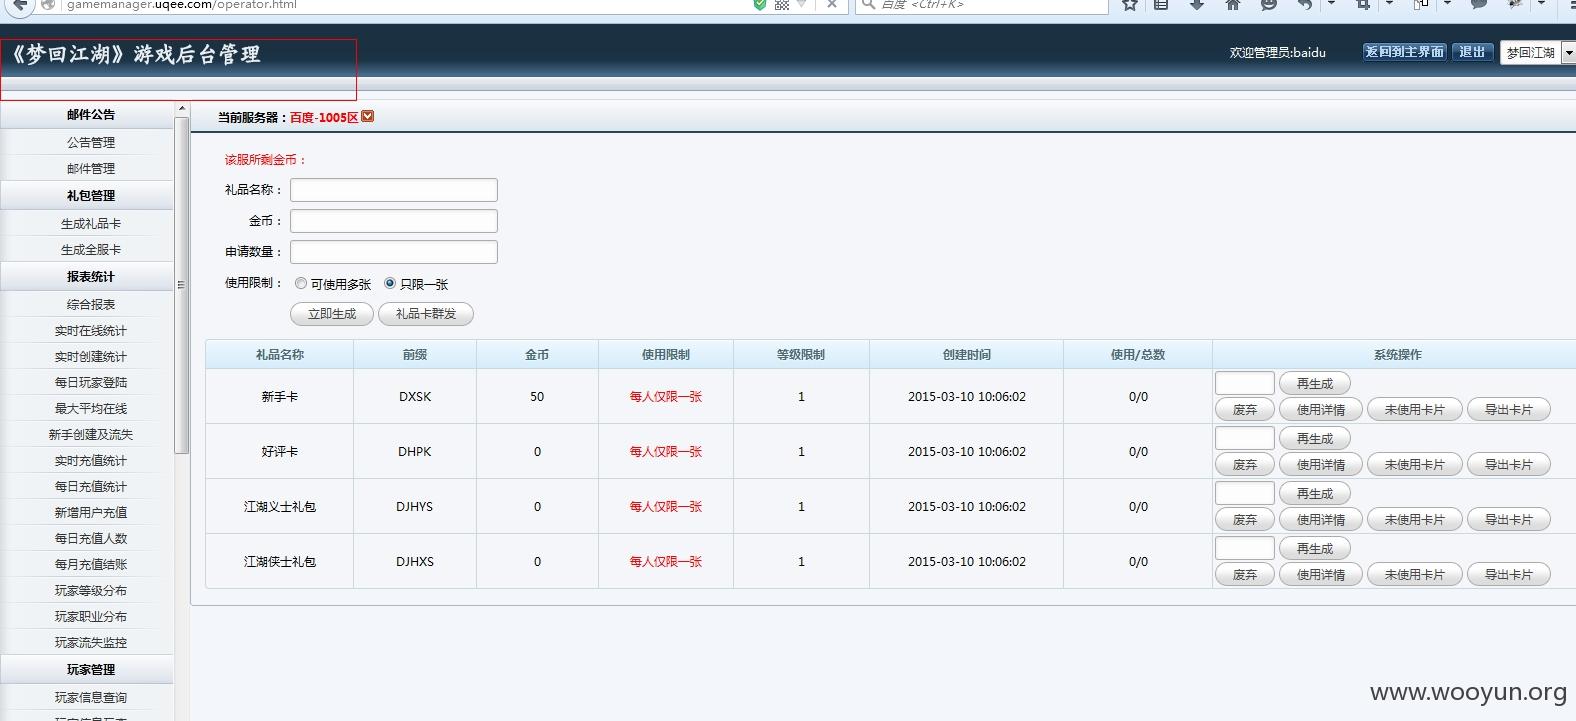 gamemanager.uqee.com/operator.html
百度 <Ctrl+K>
《梦回江湖》游戏后台管理
欢迎管理员:baidu
返回到主界面
退出
梦回江湖
邮件公告
公告管理
邮件管理
礼包管理
生成礼品卡
生成全服卡
报表统计
综合报表
实时在线统计
实时创建统计
每日玩家登陆
最大平均在线
新手创建及流失
实时充值统计
每日充值统计
新增用户充值
每日充值人数
每月充值结账
玩家等级分布
玩家职业分布
玩家流失监控
玩家管理
玩家信息查询
当前服务器：百度-1005区
该服所剩金币：
礼品名称：
金币：
申请数量：
使用限制： 可使用多张 只限一张
立即生成 礼品卡群发
礼品名称 前缀 金币 使用限制 等级限制 创建时间 使用/总数 系统操作
新手卡 DXSK 50 每人仅限一张 1 2015-03-10 10:06:02 0/0
再生成
废弃 使用详情 未使用卡片 导出卡片
好评卡 DHPK 0 每人仅限一张 1 2015-03-10 10:06:02 0/0
再生成
废弃 使用详情 未使用卡片 导出卡片
江湖义士礼包 DJHYS 0 每人仅限一张 1 2015-03-10 10:06:02 0/0
再生成
废弃 使用详情 未使用卡片 导出卡片
江湖侠士礼包 DJHXS 0 每人仅限一张 1 2015-03-10 10:06:02 0/0
再生成
废弃 使用详情 未使用卡片 导出卡片
www.wooyun.org